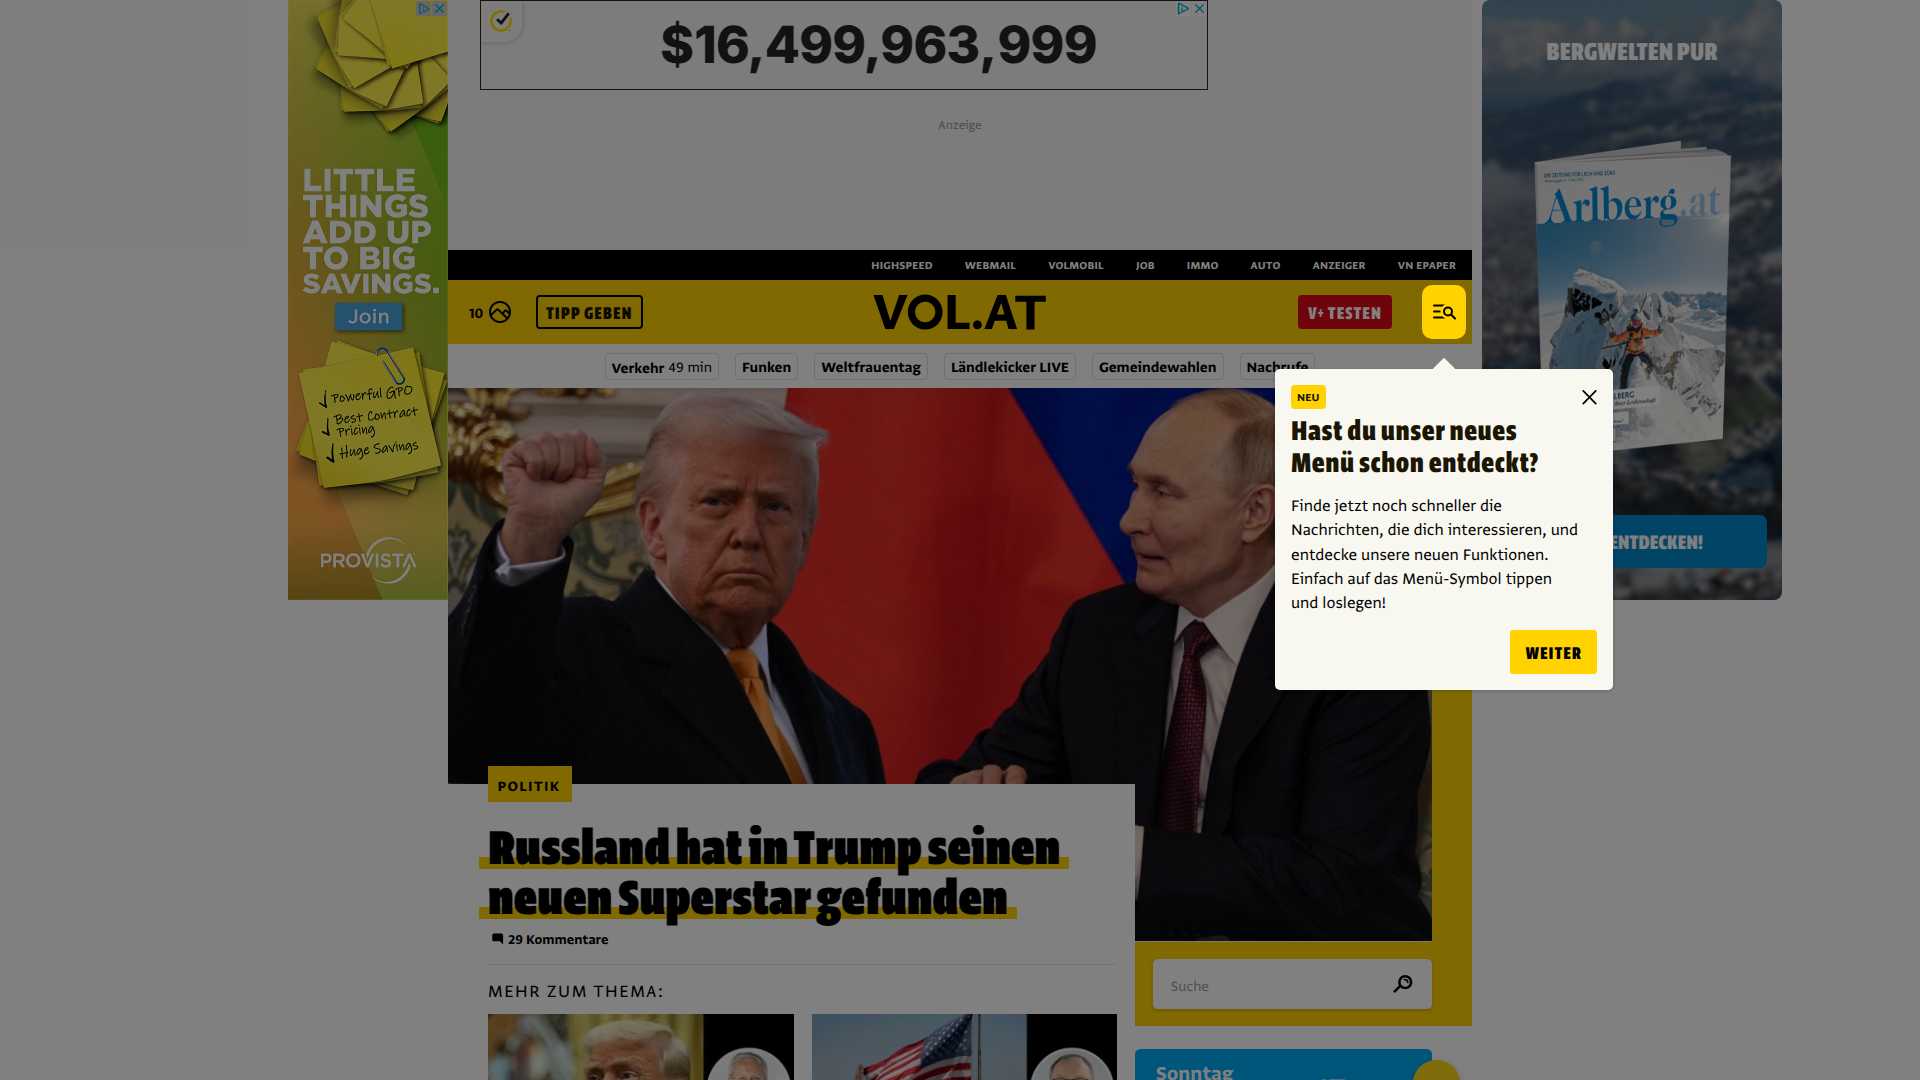 $16,499,963,999
Anzeige
LITTLE
THINGS
ADD UP
TO BIG
SAVINGS.
Join
Powerful GPO
Best Contract
Pricing
Huge Savings
PROVISTA
BERGWELTEN PUR
Arlberg.at
ENTDECKEN!
HIGHSPEED WEBMAIL VOLMOBIL JOB IMMO AUTO ANZEIGER VN EPAPER
10 TIPP GEBEN VOL.AT V+ TESTEN
Verkehr 49 min Funken Weltfrauentag Ländlekicker LIVE Gemeindewahlen Nachrufe
NEU
Hast du unser neues
Menü schon entdeckt?
Finde jetzt noch schneller die
Nachrichten, die dich interessieren, und
entdecke unsere neuen Funktionen.
Einfach auf das Menü-Symbol tippen
und loslegen!
WEITER
POLITIK
Russland hat in Trump seinen
neuen Superstar gefunden
29 Kommentare
MEHR ZUM THEMA:
Suche
Sonntag